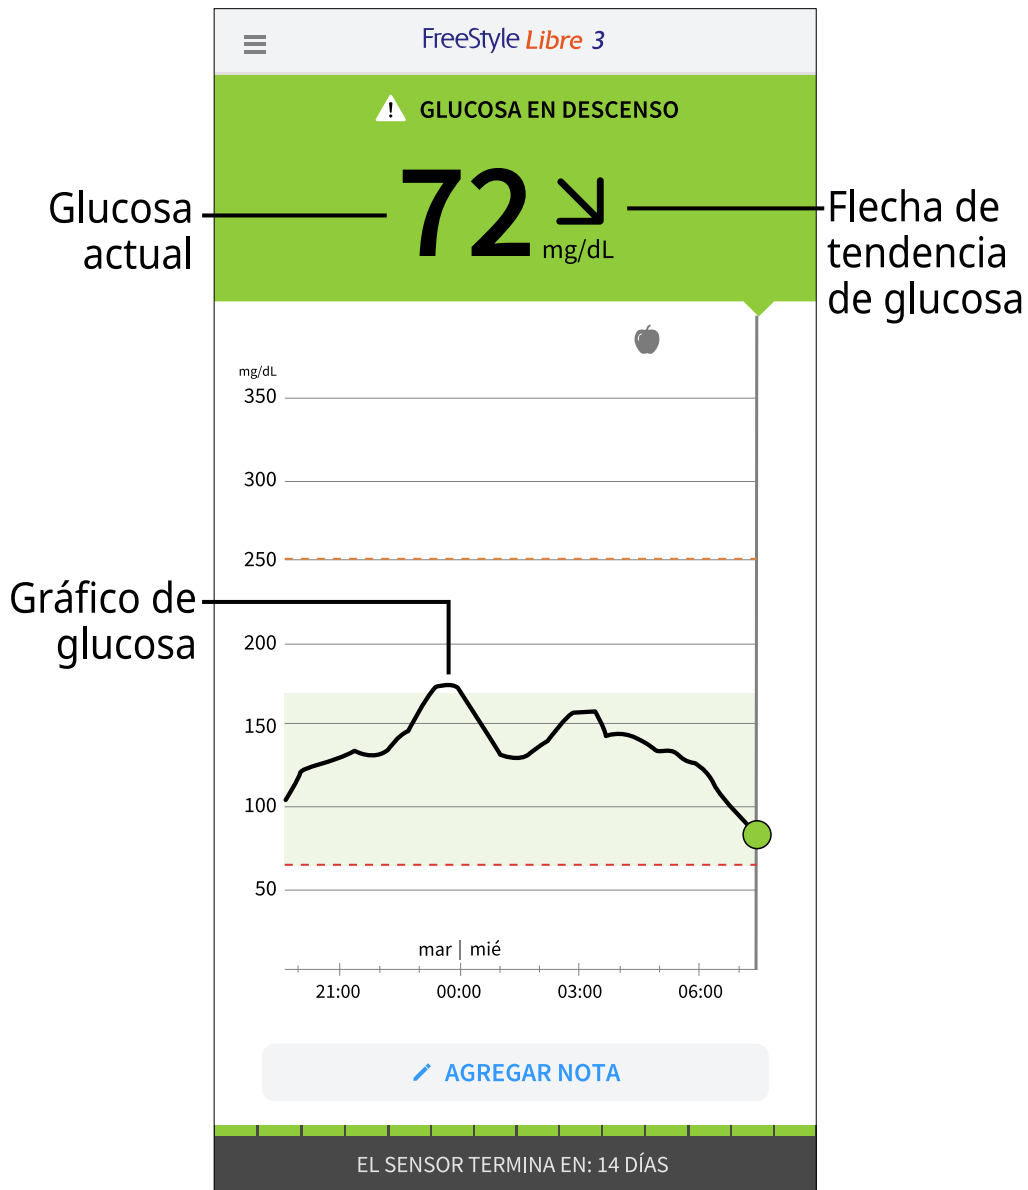 FreeStyle Libre 3
GLUCOSA EN DESCENSO
72
mg/dL
Glucosa
actual
Flecha de
tendencia
de glucosa
mg/dL
350
300
250
Gráfico de
glucosa
200
150
100
50
mar | mié
21:00 00:00 03:00 06:00
AGREGAR NOTA
EL SENSOR TERMINA EN: 14 DÍAS